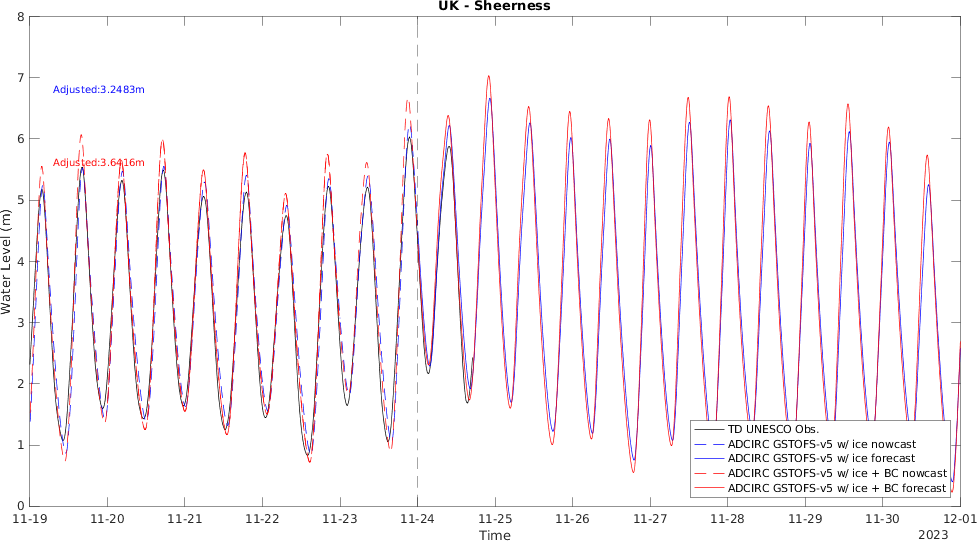 UK - Sheerness
8
7
6
5
4
3
2
1
0
Water Level (m)
Adjusted:3.2483m
Adjusted:3.6416m
TD UNESCO Obs.
ADCIRC GSTOFS-v5 w/ ice nowcast
ADCIRC GSTOFS-v5 w/ ice forecast
ADCIRC GSTOFS-v5 w/ ice + BC nowcast
ADCIRC GSTOFS-v5 w/ ice + BC forecast
11-19 11-20 11-21 11-22 11-23 11-24 11-25 11-26 11-27 11-28 11-29 11-30 12-01
Time
2023